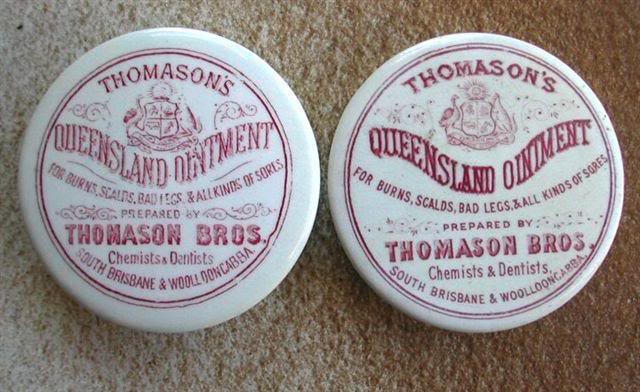 THOMASON'S
QUEENSLAND OINTMENT
FOR BURNS, SCALDS, BAD LEGS, & ALL KINDS OF SORES.
PREPARED BY
THOMASON BROS.
Chemists & Dentists
SOUTH BRISBANE & WOOLLOONGABBA.
THOMASON'S
QUEENSLAND OINTMENT
FOR BURNS, SCALDS, BAD LEGS, & ALL KINDS OF SORES.
PREPARED BY
THOMASON BROS.,
Chemists & Dentists,
SOUTH BRISBANE & WOOLLOONGABBA.